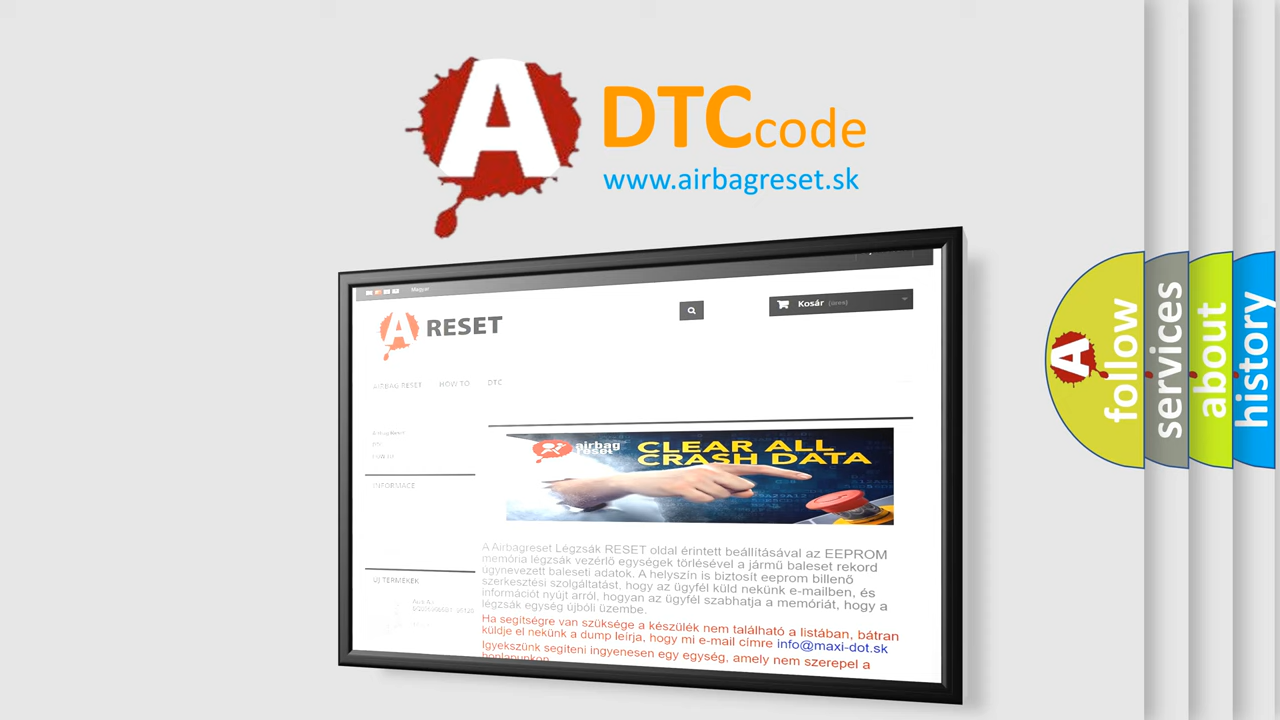 A DTCcode
www.airbagreset.sk
Magyar
Kosár (üres)
A RESET
AIRBAG RESET HOW TO DTC
INFORMACE
airbag
reset
CLEAR ALL
CRASH DATA
A Airbagreset Légzsák RESET oldal érintett beállításával az EEPROM
memória légzsák vezérlő egységek törlésével a jármű baleset rekord
úgynevezett baleseti adatok. A helyszín is biztosít eeprom billenő
szerkesztési szolgáltatást, hogy az ügyfél küld nekünk e-mailben, és
információt nyújt arról, hogyan az ügyfél szabhatja a memóriát, hogy a
légzsák egység újbóli üzembe.
Ha segítségre van szüksége a készülék nem található a listában, bátran
küldje el nekünk a dump leírja, hogy mi e-mail címre info@maxi-dot.sk
Igyekszünk segíteni ingyenesen egy egység, amely nem szerepel a
honlapunkon
ÚJ TERMÉKEK
A follow
services
about
history